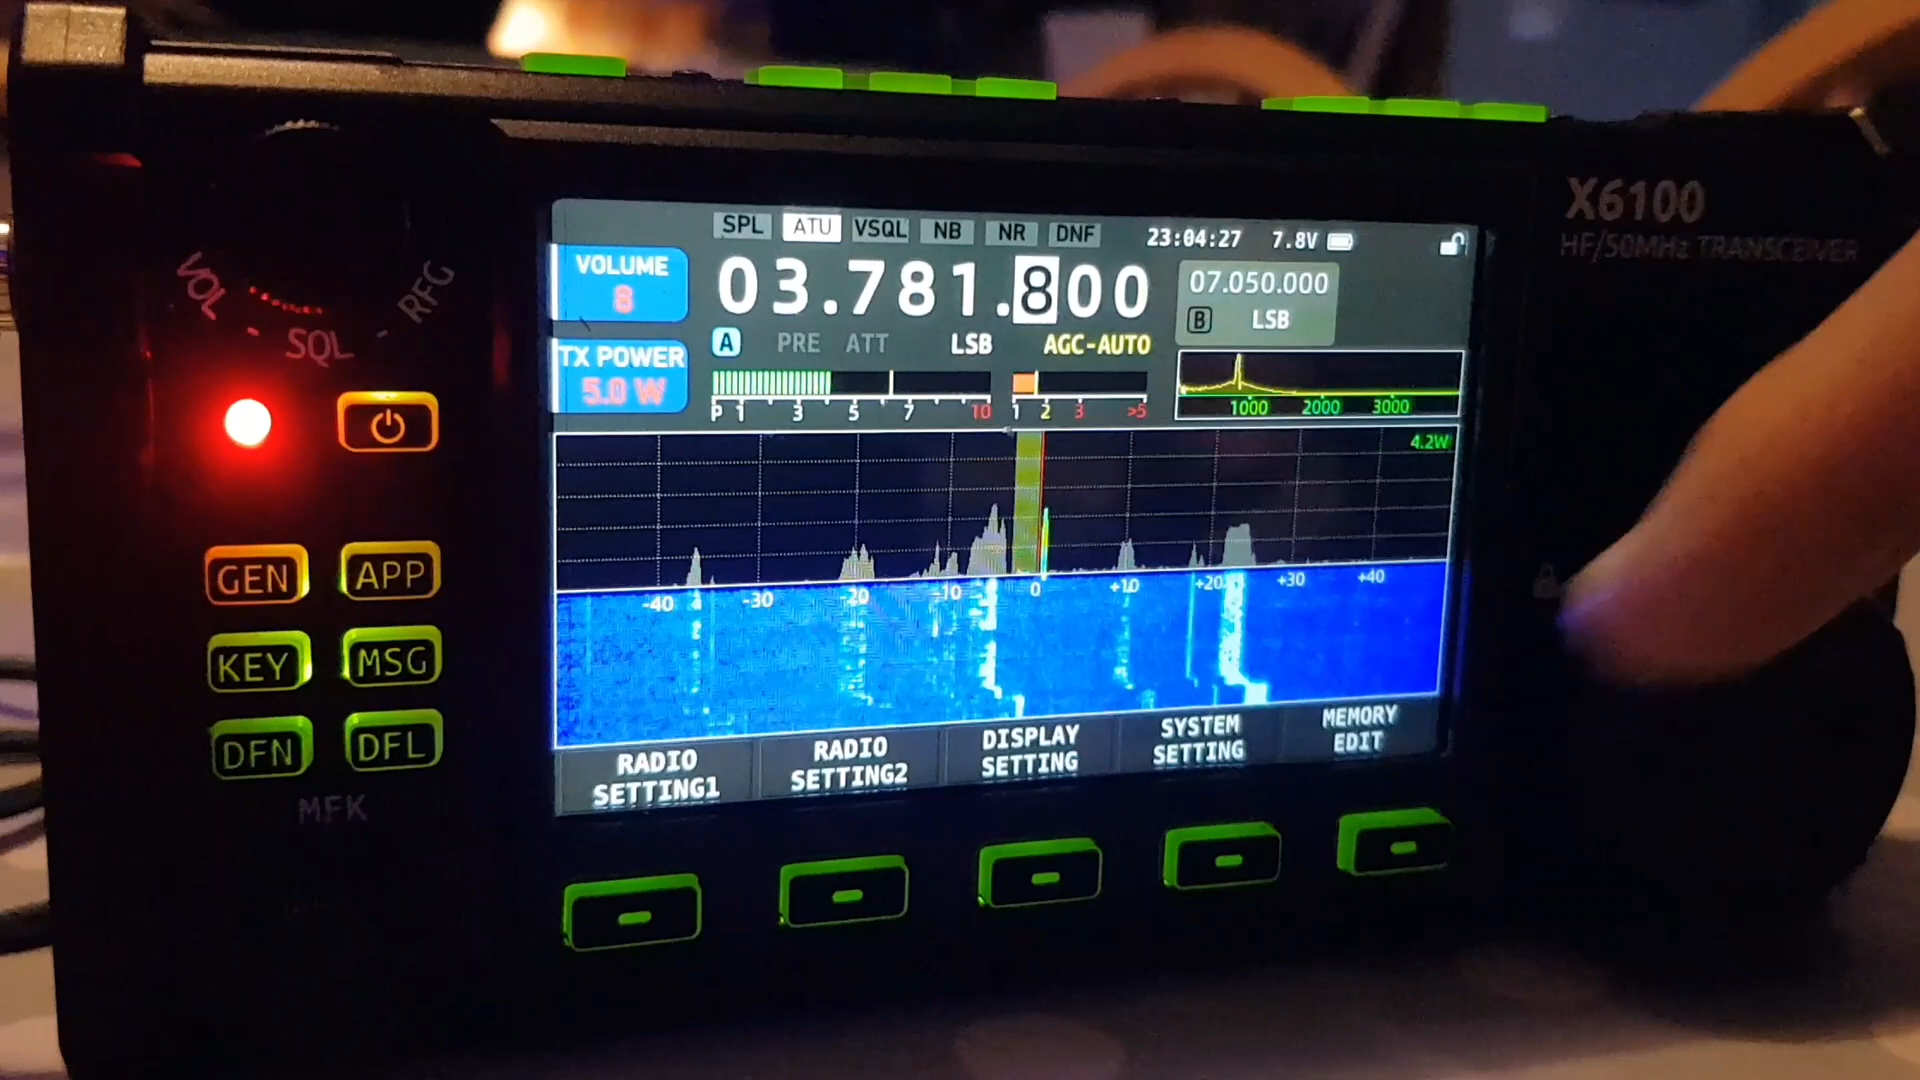 X6100
HF/50MHz TRANSCEIVER
VOL - SQL - RFG
GEN APP
KEY MSG
DFN DFL
MFK
SPL ATU VSQL NB NR DNF 23:04:27 7.8V
VOLUME
8
03.781.800
07.050.000
B LSB
A PRE ATT LSB AGC-AUTO
TX POWER
5.0 W
P 1 3 5 7 10
1 2 3 >5
1000 2000 3000
4.2W
-40 -30 -20 -10 0 +10 +20 +30 +40
RADIO
SETTING1
RADIO
SETTING2
DISPLAY
SETTING
SYSTEM
SETTING
MEMORY
EDIT